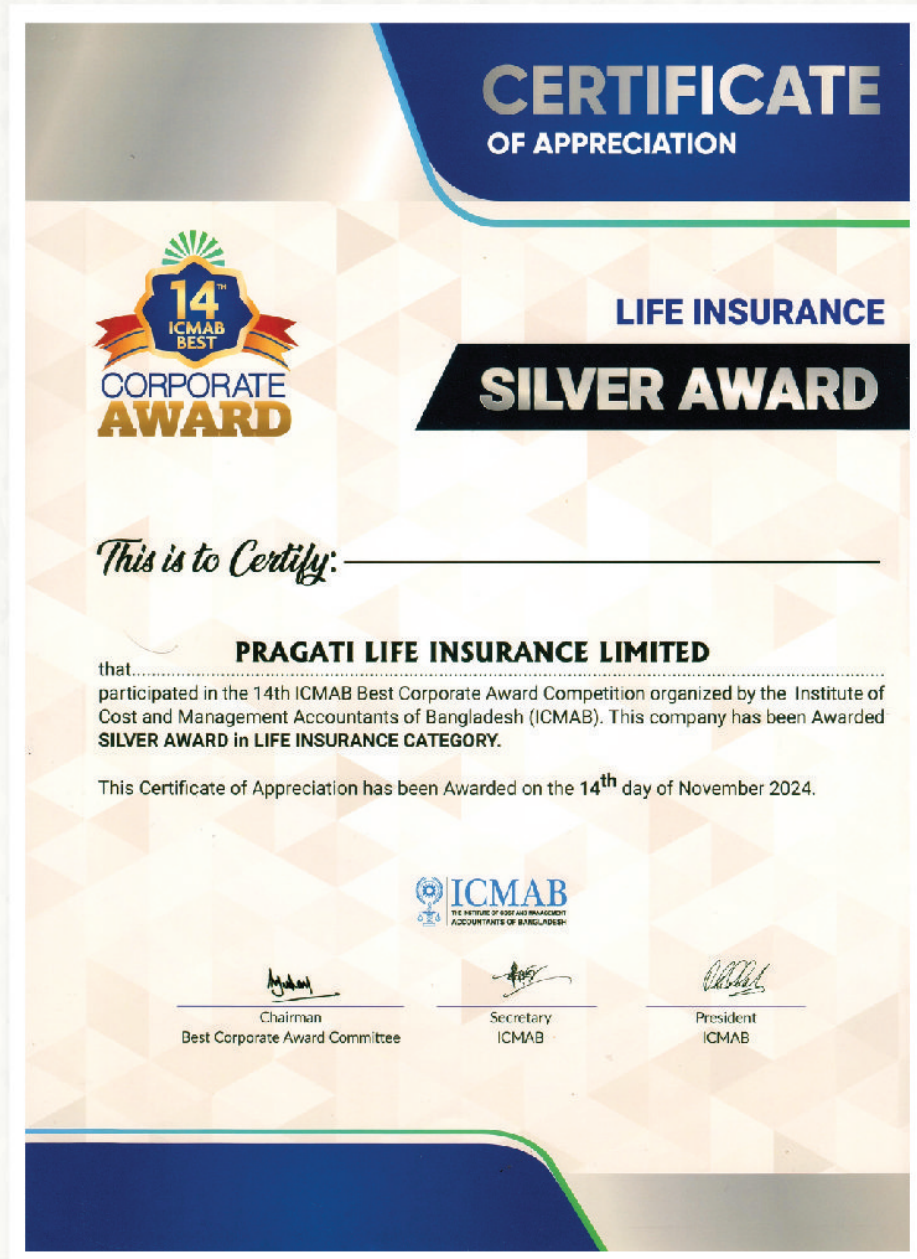 CERTIFICATE
OF APPRECIATION
14TH
ICMAB
BEST
CORPORATE
AWARD
LIFE INSURANCE
SILVER AWARD
This is to Certify:
PRAGATI LIFE INSURANCE LIMITED
that
participated in the 14th ICMAB Best Corporate Award Competition organized by the Institute of
Cost and Management Accountants of Bangladesh (ICMAB). This company has been Awarded
SILVER AWARD in LIFE INSURANCE CATEGORY.
This Certificate of Appreciation has been Awarded on the 14th day of November 2024.
ICMAB
THE INSTITUTE OF COST AND MANAGEMENT
ACCOUNTANTS OF BANGLADESH
Chairman
Best Corporate Award Committee
Secretary
ICMAB
President
ICMAB